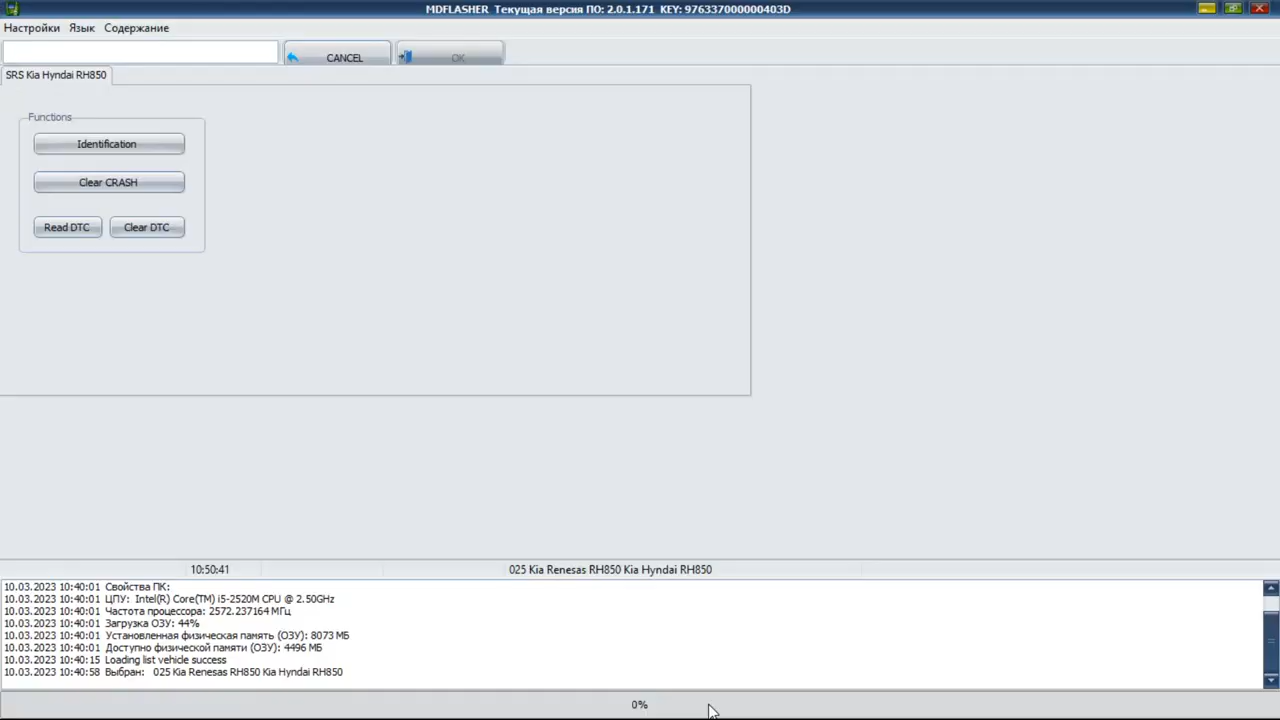 MDFLASHER Текущая версия ПО: 2.0.1.171 KEY: 976337000000403D
Настройки Язык Содержание
CANCEL OK
SRS Kia Hyndai RH850
Functions
Identification
Clear CRASH
Read DTC Clear DTC
10:50:41 025 Kia Renesas RH850 Kia Hyndai RH850
10.03.2023 10:40:01 Свойства ПК:
10.03.2023 10:40:01 ЦПУ: Intel(R) Core(TM) i5-2520M CPU @ 2.50GHz
10.03.2023 10:40:01 Частота процессора: 2572.237164 МГц
10.03.2023 10:40:01 Загрузка ОЗУ: 44%
10.03.2023 10:40:01 Установленная физическая память (ОЗУ): 8073 МБ
10.03.2023 10:40:01 Доступно физической памяти (ОЗУ): 4496 МБ
10.03.2023 10:40:15 Loading list vehicle success
10.03.2023 10:40:58 Выбран: 025 Kia Renesas RH850 Kia Hyndai RH850
0%